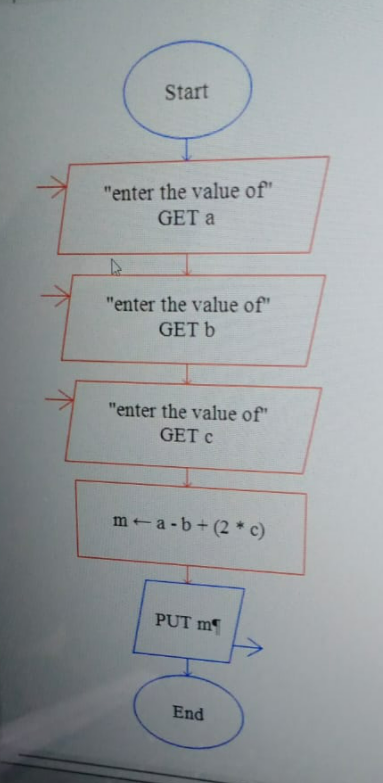 Start
"enter the value of"
GET a
"enter the value of"
GET b
"enter the value of"
GET c
m ← a - b + (2 * c)
PUT m¶
End